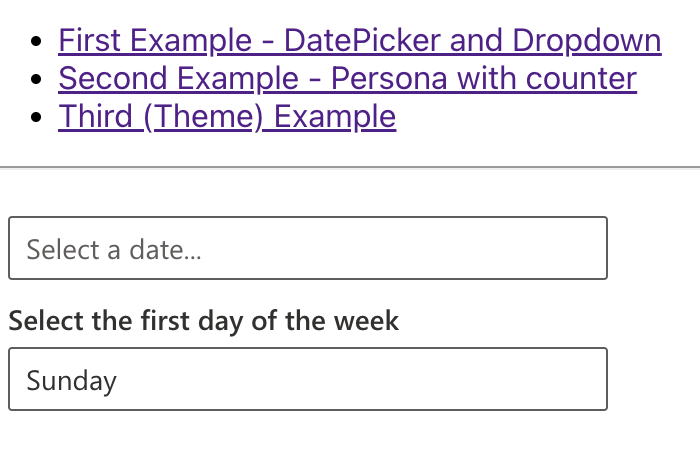 First Example - DatePicker and Dropdown
Second Example - Persona with counter
Third (Theme) Example
Select a date...
Select the first day of the week
Sunday